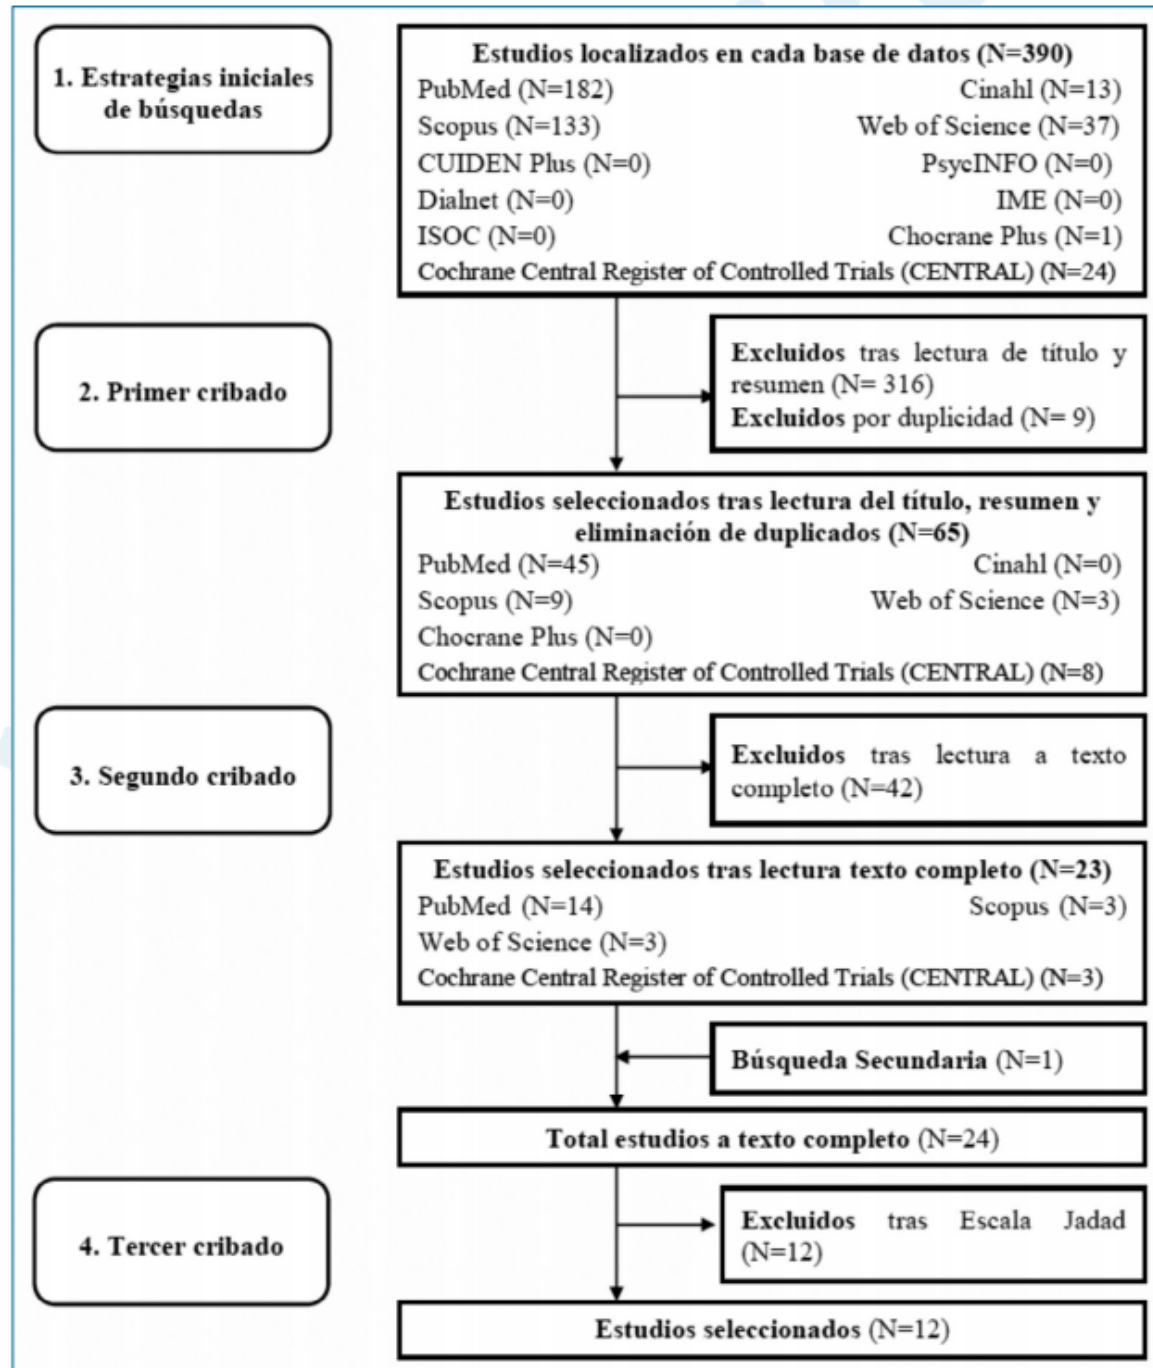 1. Estrategias iniciales
de búsquedas
Estudios localizados en cada base de datos (N=390)
PubMed (N=182) Cinahl (N=13)
Scopus (N=133) Web of Science (N=37)
CUIDEN Plus (N=0) PsycINFO (N=0)
Dialnet (N=0) IME (N=0)
ISOC (N=0) Chocrane Plus (N=1)
Cochrane Central Register of Controlled Trials (CENTRAL) (N=24)
2. Primer cribado
Excluidos tras lectura de título y
resumen (N= 316)
Excluidos por duplicidad (N= 9)
Estudios seleccionados tras lectura del título, resumen y
eliminación de duplicados (N=65)
PubMed (N=45) Cinahl (N=0)
Scopus (N=9) Web of Science (N=3)
Chocrane Plus (N=0)
Cochrane Central Register of Controlled Trials (CENTRAL) (N=8)
3. Segundo cribado
Excluidos tras lectura a texto
completo (N=42)
Estudios seleccionados tras lectura texto completo (N=23)
PubMed (N=14) Scopus (N=3)
Web of Science (N=3)
Cochrane Central Register of Controlled Trials (CENTRAL) (N=3)
Búsqueda Secundaria (N=1)
Total estudios a texto completo (N=24)
4. Tercer cribado
Excluidos tras Escala Jadad
(N=12)
Estudios seleccionados (N=12)